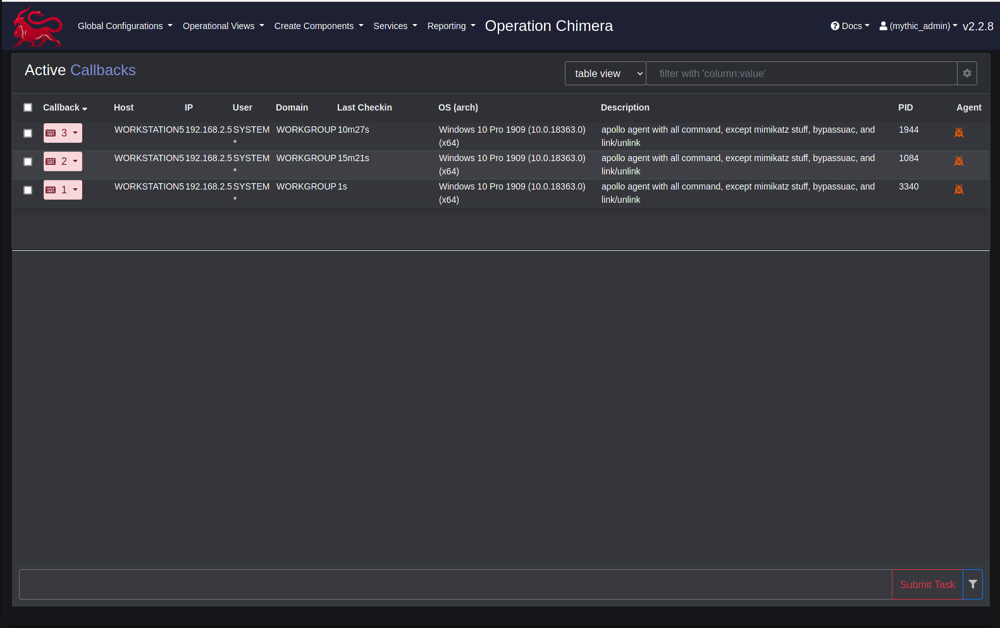 Global Configurations Operational Views Create Components Services Reporting Operation Chimera Docs (mythic_admin) v2.2.8
Active Callbacks table view filter with 'column:value'
Callback Host IP User Domain Last Checkin OS (arch) Description PID Agent
3 WORKSTATION5 192.168.2.5 SYSTEM WORKGROUP 10m27s Windows 10 Pro 1909 (10.0.18363.0) apollo agent with all command, except mimikatz stuff, bypassuac, and 1944
* (x64) link/unlink
2 WORKSTATION5 192.168.2.5 SYSTEM WORKGROUP 15m21s Windows 10 Pro 1909 (10.0.18363.0) apollo agent with all command, except mimikatz stuff, bypassuac, and 1084
* (x64) link/unlink
1 WORKSTATION5 192.168.2.5 SYSTEM WORKGROUP 1s Windows 10 Pro 1909 (10.0.18363.0) apollo agent with all command, except mimikatz stuff, bypassuac, and 3340
* (x64) link/unlink
Submit Task